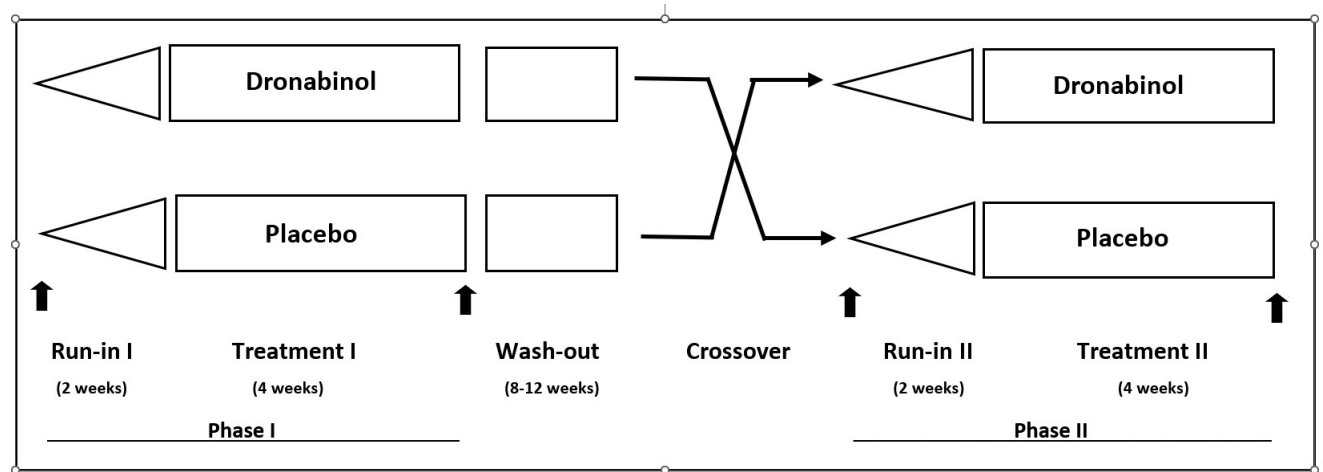 Dronabinol
Dronabinol
Placebo
Placebo
Run-in I
Treatment I
Wash-out
Crossover
Run-in II
Treatment II
(2 weeks)
(4 weeks)
(8-12 weeks)
(2 weeks)
(4 weeks)
Phase I
Phase II